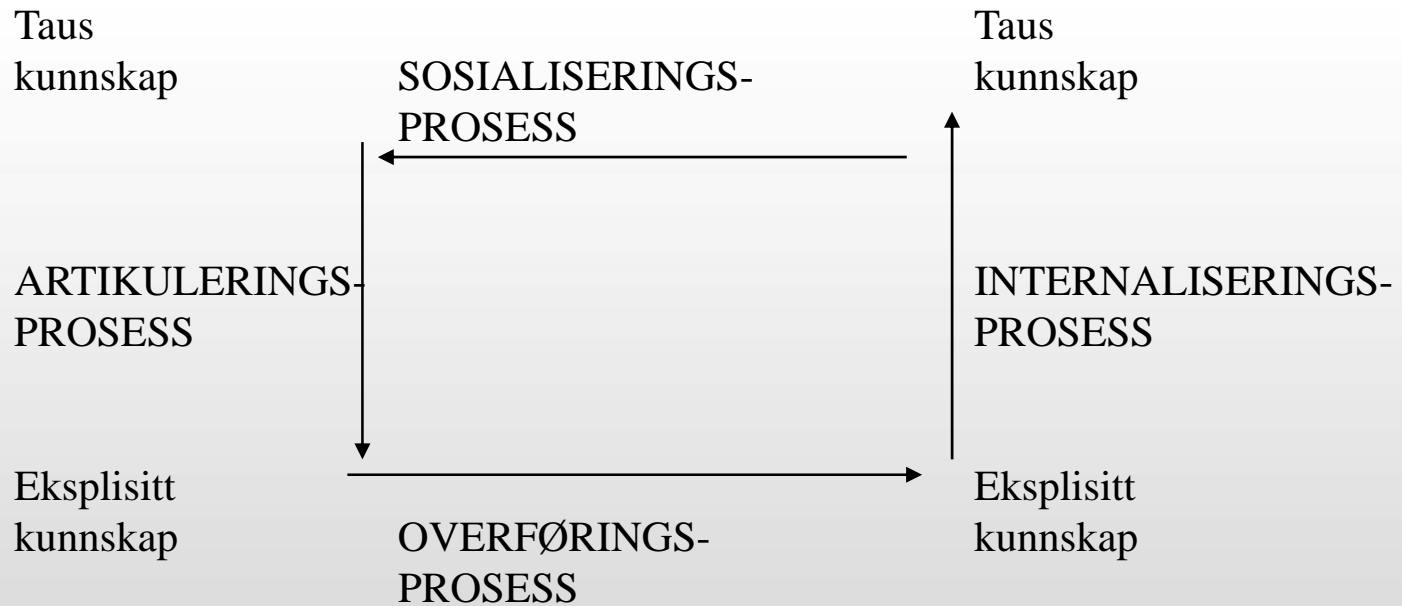 Taus
kunnskap
SOSIALISERINGS-
PROSESS
Taus
kunnskap
ARTIKULERINGS-
PROSESS
INTERNALISERINGS-
PROSESS
Eksplisitt
kunnskap
OVERFØRINGS-
PROSESS
Eksplisitt
kunnskap